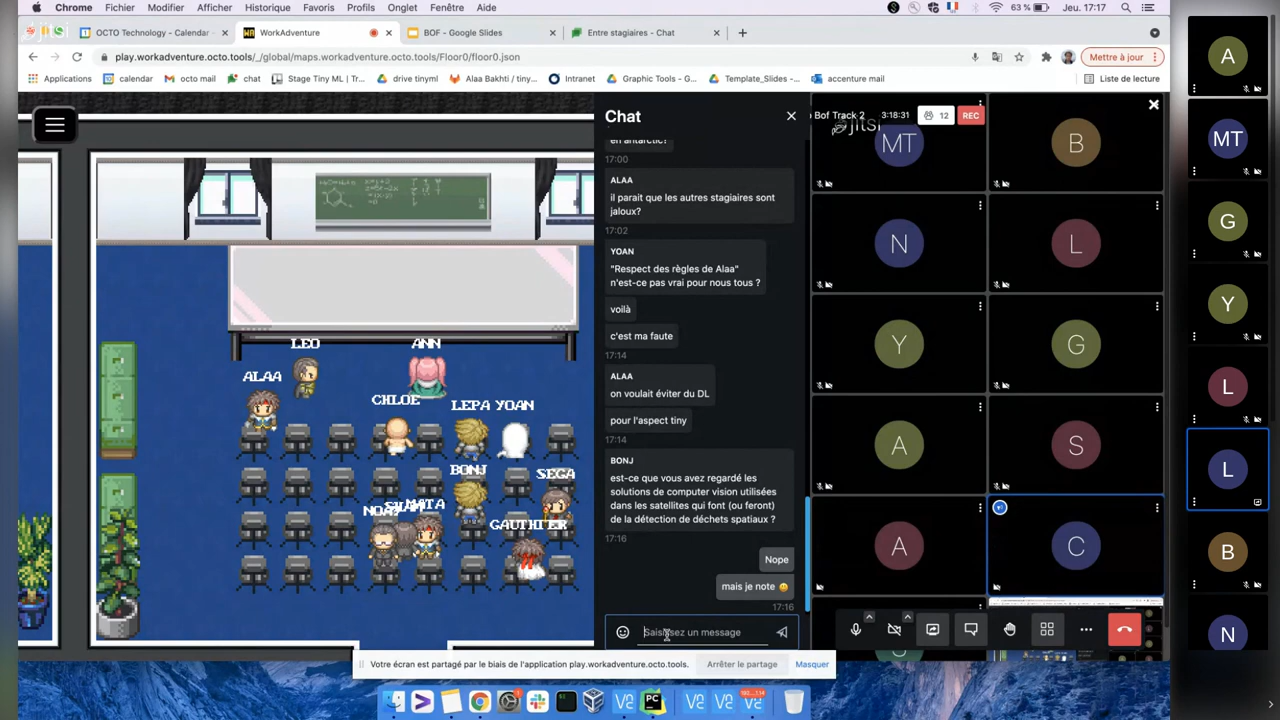 Chrome Fichier Modifier Afficher Historique Favoris Profils Onglet Fenêtre Aide
63 % Jeu. 17:17
OCTO Technology - Calendar WorkAdventure BOF - Google Slides Entre stagiaires - Chat
play.workadventure.octo.tools/_/global/maps.workadventure.octo.tools/Floor0/floor0.json
Mettre à jour
Applications calendar octo mail chat Stage Tiny ML | Tr... drive tinyml Alaa Bakhti / tiny... Intranet Graphic Tools - G... Template_Slides -... accenture mail
Liste de lecture
Chat
Bof Track 2
jitsi
3:18:31
12
REC
en antarctic?
17:00
ALAA
il parait que les autres stagiaires sont
jaloux?
17:02
YOAN
"Respect des règles de Alaa"
n'est-ce pas vrai pour nous tous ?
voilà
c'est ma faute
17:14
ALAA
on voulait éviter du DL
pour l'aspect tiny
17:14
BONJ
est-ce que vous avez regardé les
solutions de computer vision utilisées
dans les satellites qui font (ou feront)
de la détection de déchets spatiaux ?
17:16
Nope
mais je note
17:16
Saisissez un message
LEO
ANN
ALAA
CHLOE
LEPA YOAN
BONJ
SEGA
MATA
GAUTHIER
MT
B
N
L
Y
G
A
S
A
C
A
MT
G
Y
L
L
B
N
jitsi
Votre écran est partagé par le biais de l'application play.workadventure.octo.tools.
Arrêter le partage
Masquer
PC